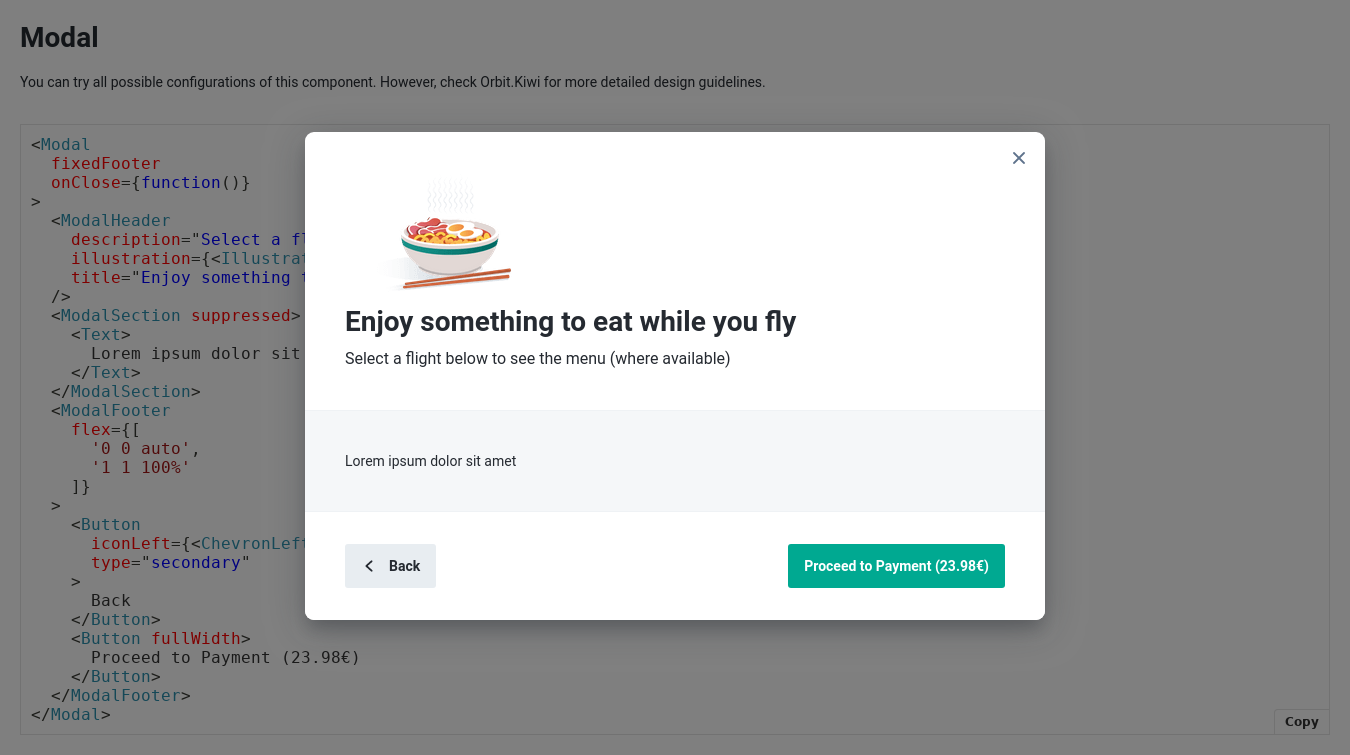 Modal
You can try all possible configurations of this component. However, check Orbit.Kiwi for more detailed design guidelines.
<Modal
  fixedFooter
  onClose={function()}
>
  <ModalHeader
    description="Select a fl
    illustration={<Illustrat
    title="Enjoy something t
  />
  <ModalSection suppressed>
    <Text>
      Lorem ipsum dolor sit
    </Text>
  </ModalSection>
  <ModalFooter
    flex={[
      '0 0 auto',
      '1 1 100%'
    ]}
  >
    <Button
      iconLeft={<ChevronLeft
      type="secondary"
    >
      Back
    </Button>
    <Button fullWidth>
      Proceed to Payment (23.98€)
    </Button>
  </ModalFooter>
</Modal>
Copy
Enjoy something to eat while you fly
Select a flight below to see the menu (where available)
Lorem ipsum dolor sit amet
Back
Proceed to Payment (23.98€)